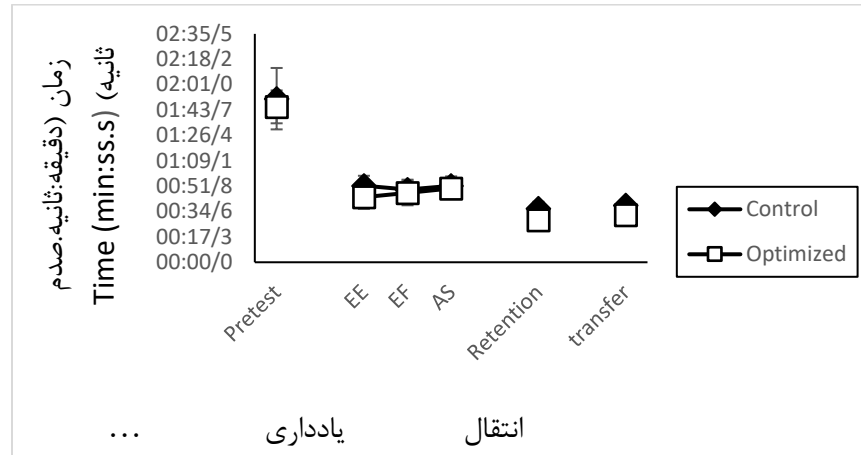 زمان (دقیقه:ثانیه.صدم
ثانیه) Time (min:ss.s)
02:35/5
02:18/2
02:01/0
01:43/7
01:26/4
01:09/1
00:51/8
00:34/6
00:17/3
00:00/0
Pretest
EE
EF
AS
Retention
transfer
Control
Optimized
... یادداری انتقال